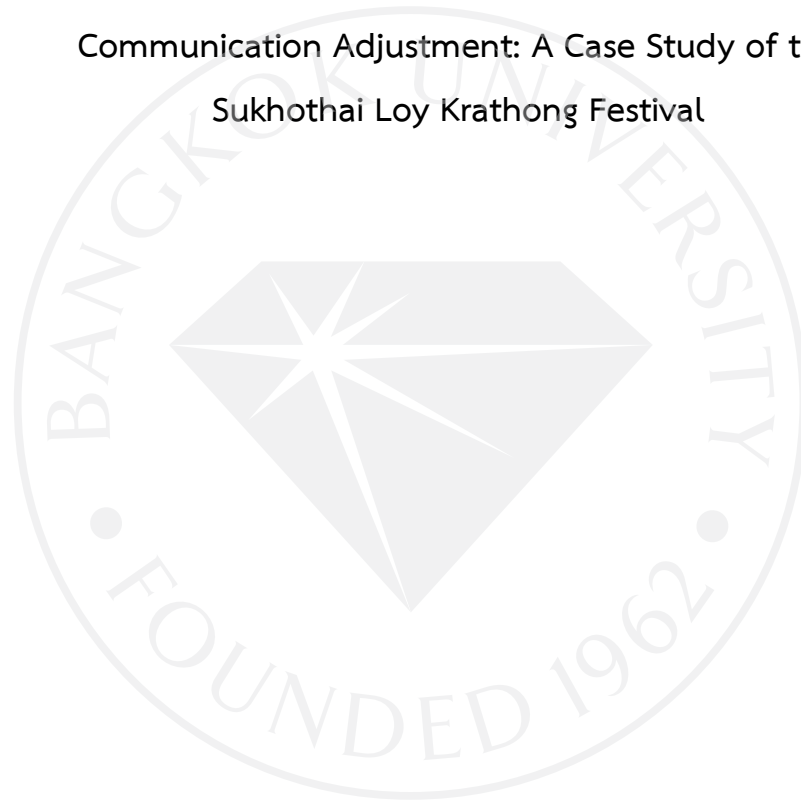 Communication Adjustment: A Case Study of t
Sukhothai Loy Krathong Festival
BANGKOK UNIVERSITY
FOUNDED 1962